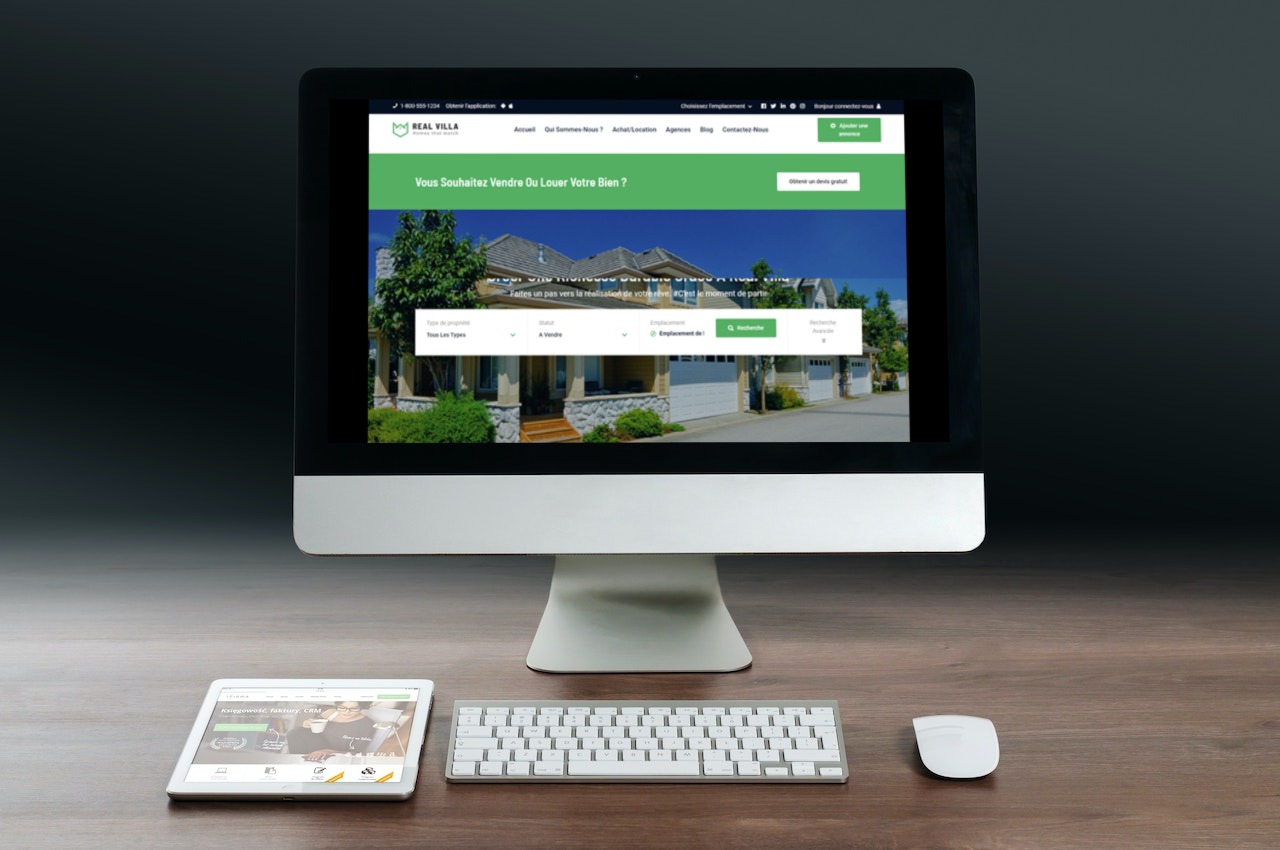 1-800-555-1234 Obtenir l'application:
Choisissez l'emplacement
Bonjour connectez-vous
REAL VILLA
Homes that match
Accueil Qui Sommes-Nous ? Achat/Location Agences Blog Contactez-Nous
Ajouter une
annonce
Vous Souhaitez Vendre Ou Louer Votre Bien ?
Obtenir un devis gratuit
Faites un pas vers la réalisation de votre rêve. #C'est le moment de partir
Type de propriété
Tous Les Types
Statut
A Vendre
Emplacement
Emplacement de
Recherche
Recherche
Avancée
Księgowość, faktury, CRM